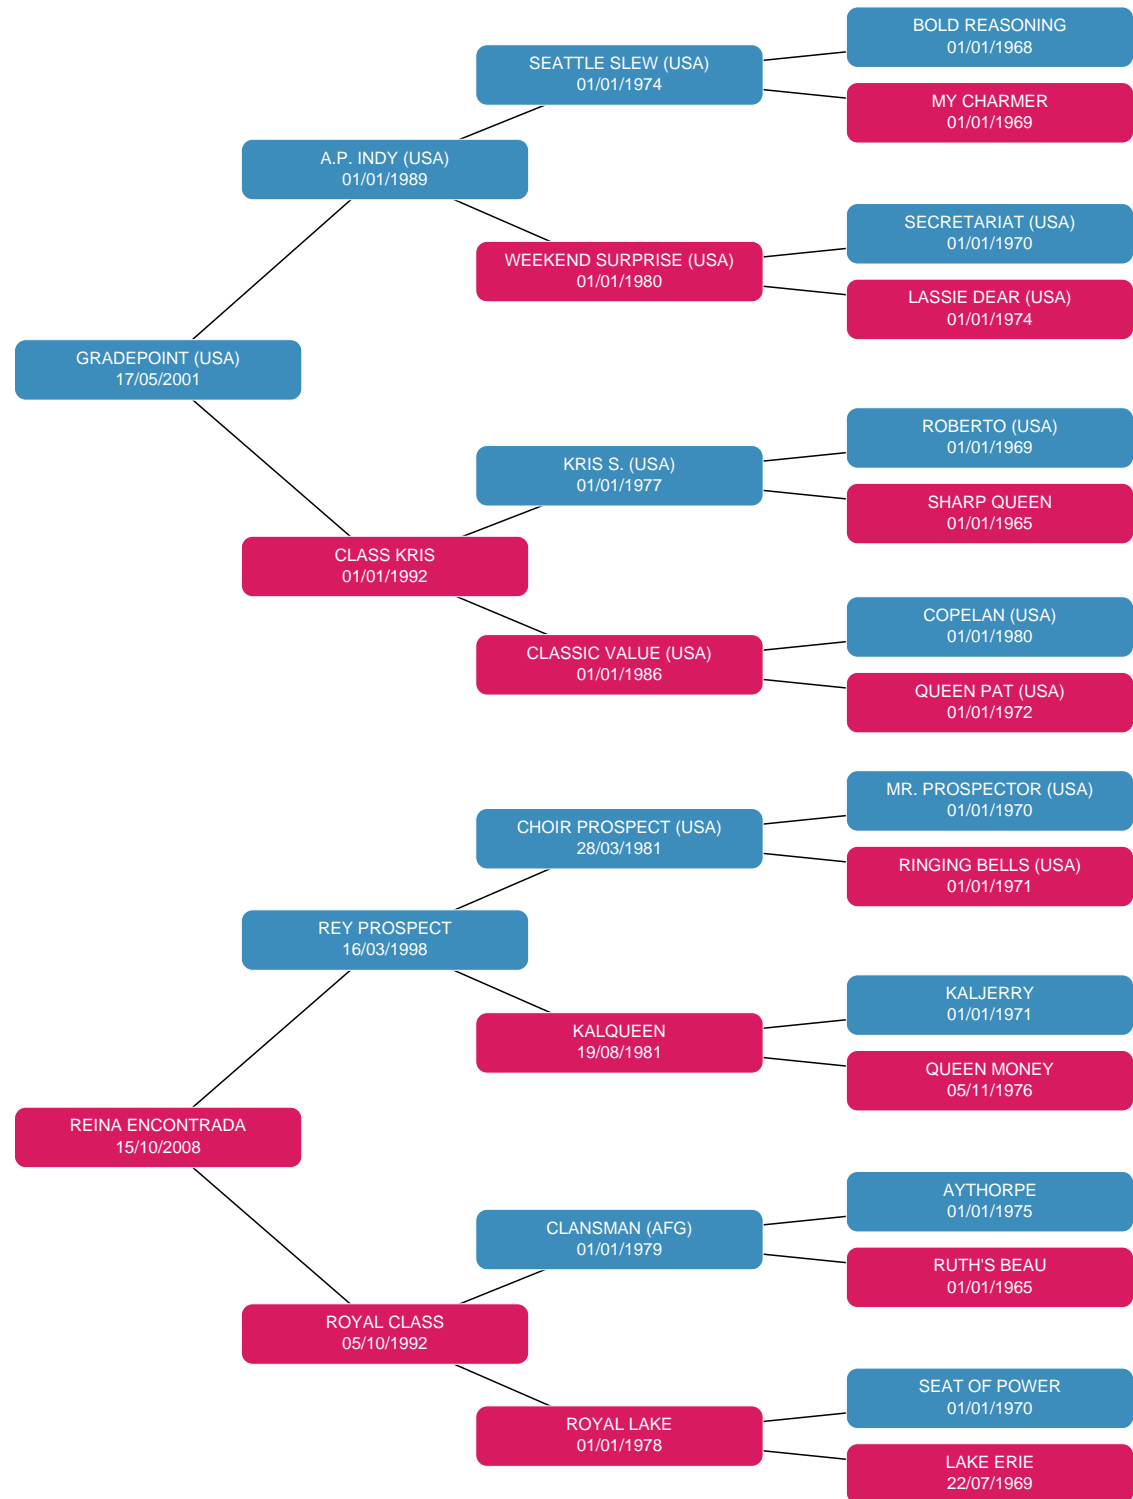 BOLD REASONING
01/01/1968
SEATTLE SLEW (USA)
01/01/1974
MY CHARMER
01/01/1969
A.P. INDY (USA)
01/01/1989
SECRETARIAT (USA)
01/01/1970
WEEKEND SURPRISE (USA)
01/01/1980
LASSIE DEAR (USA)
01/01/1974
GRADEPOINT (USA)
17/05/2001
ROBERTO (USA)
01/01/1969
KRIS S. (USA)
01/01/1977
SHARP QUEEN
01/01/1965
CLASS KRIS
01/01/1992
COPELAN (USA)
01/01/1980
CLASSIC VALUE (USA)
01/01/1986
QUEEN PAT (USA)
01/01/1972
MR. PROSPECTOR (USA)
01/01/1970
CHOIR PROSPECT (USA)
28/03/1981
RINGING BELLS (USA)
01/01/1971
REY PROSPECT
16/03/1998
KALJERRY
01/01/1971
KALQUEEN
19/08/1981
QUEEN MONEY
05/11/1976
REINA ENCONTRADA
15/10/2008
AYTHORPE
01/01/1975
CLANSMAN (AFG)
01/01/1979
RUTH'S BEAU
01/01/1965
ROYAL CLASS
05/10/1992
SEAT OF POWER
01/01/1970
ROYAL LAKE
01/01/1978
LAKE ERIE
22/07/1969